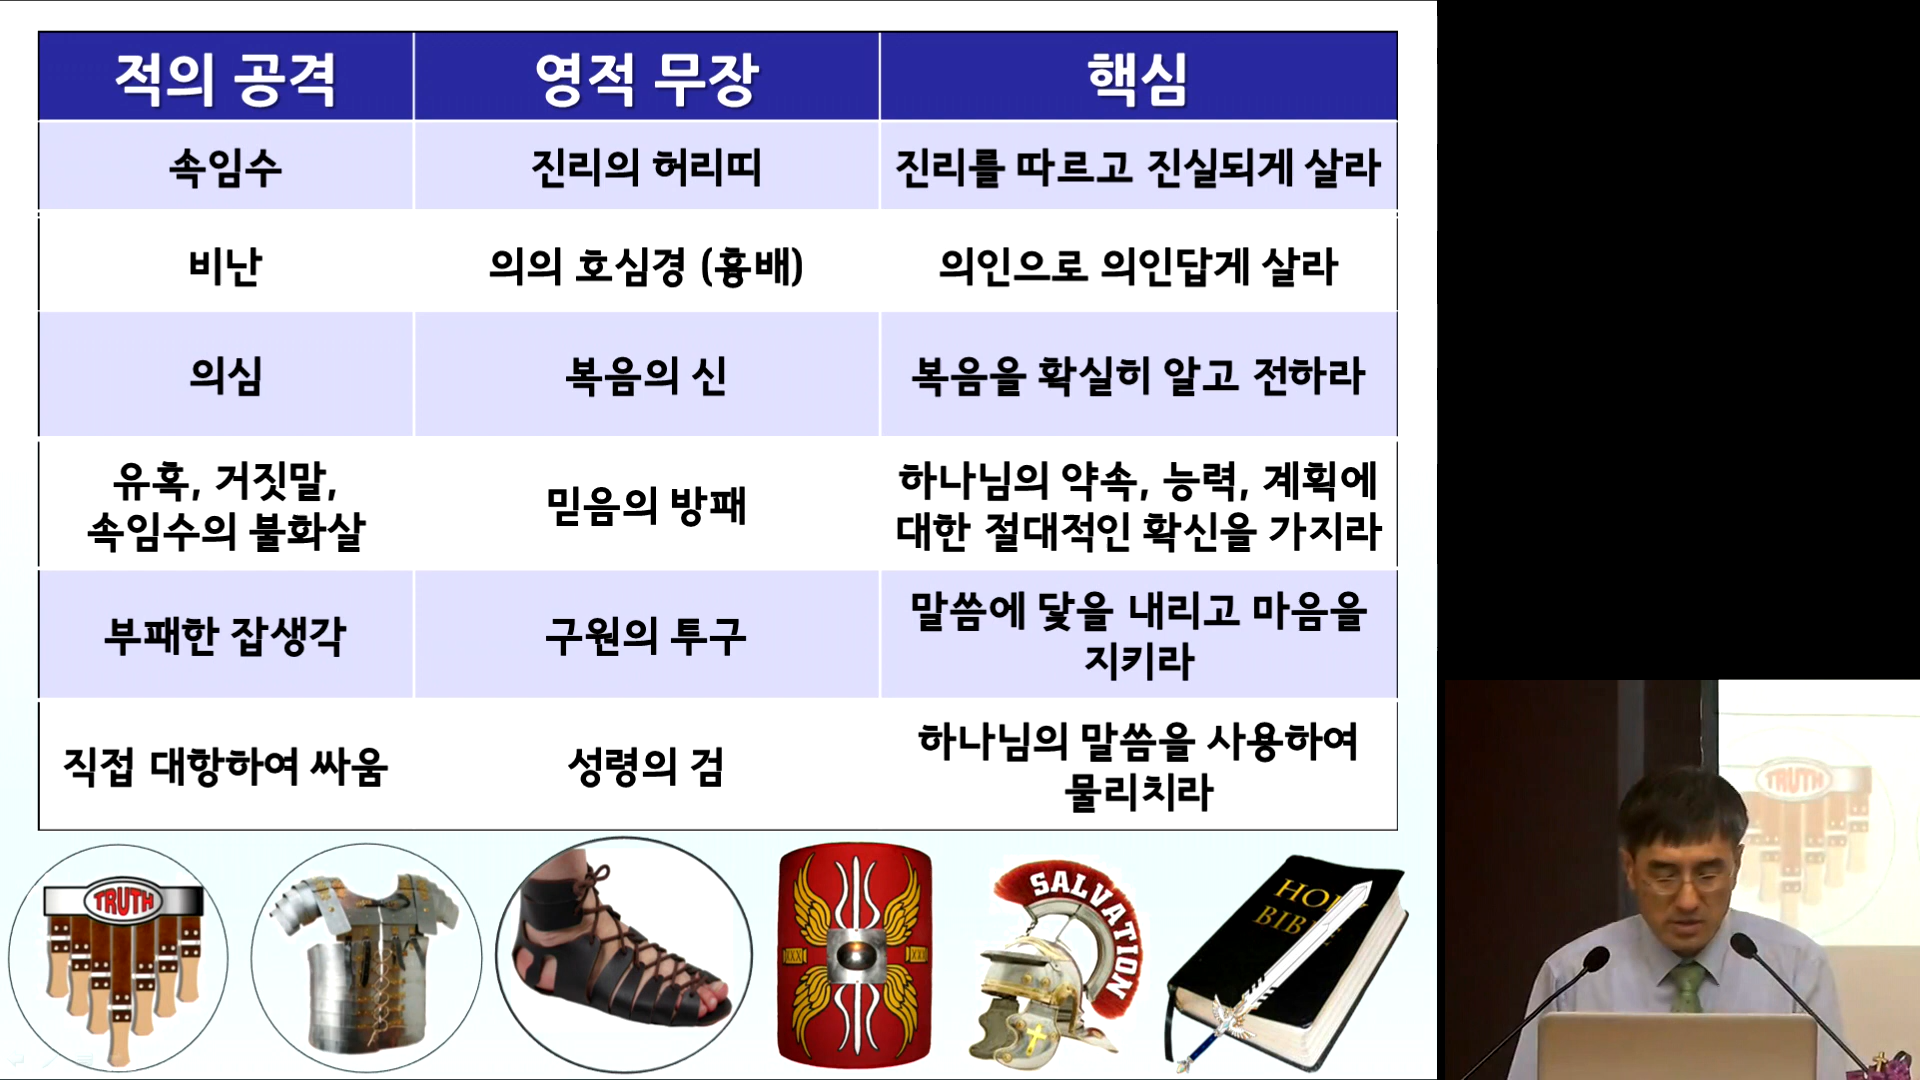 적의 공격 영적 무장 핵심
속임수 진리의 허리띠 진리를 따르고 진실되게 살라
비난 의의 호심경 (흉배) 의인으로 의인답게 살라
의심 복음의 신 복음을 확실히 알고 전하라
유혹, 거짓말,
속임수의 불화살
믿음의 방패
하나님의 약속, 능력, 계획에
대한 절대적인 확신을 가지라
부패한 잡생각
구원의 투구
말씀에 닻을 내리고 마음을
지키라
직접 대항하여 싸움
성령의 검
하나님의 말씀을 사용하여
물리치라
TRUTH
XXX XXX
SALVATION
HOLY
BIBLE
TRUTH